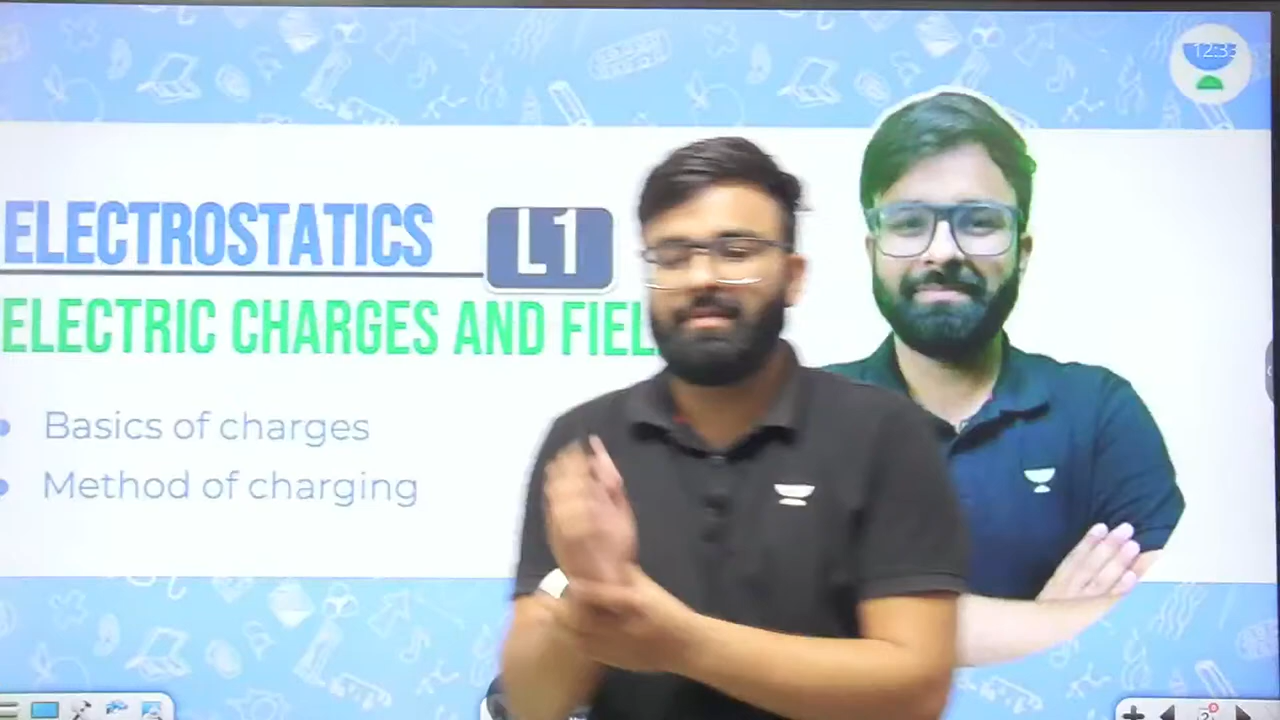 ELECTROSTATICS L1
ELECTRIC CHARGES AND FIEL
Basics of charges
Method of charging